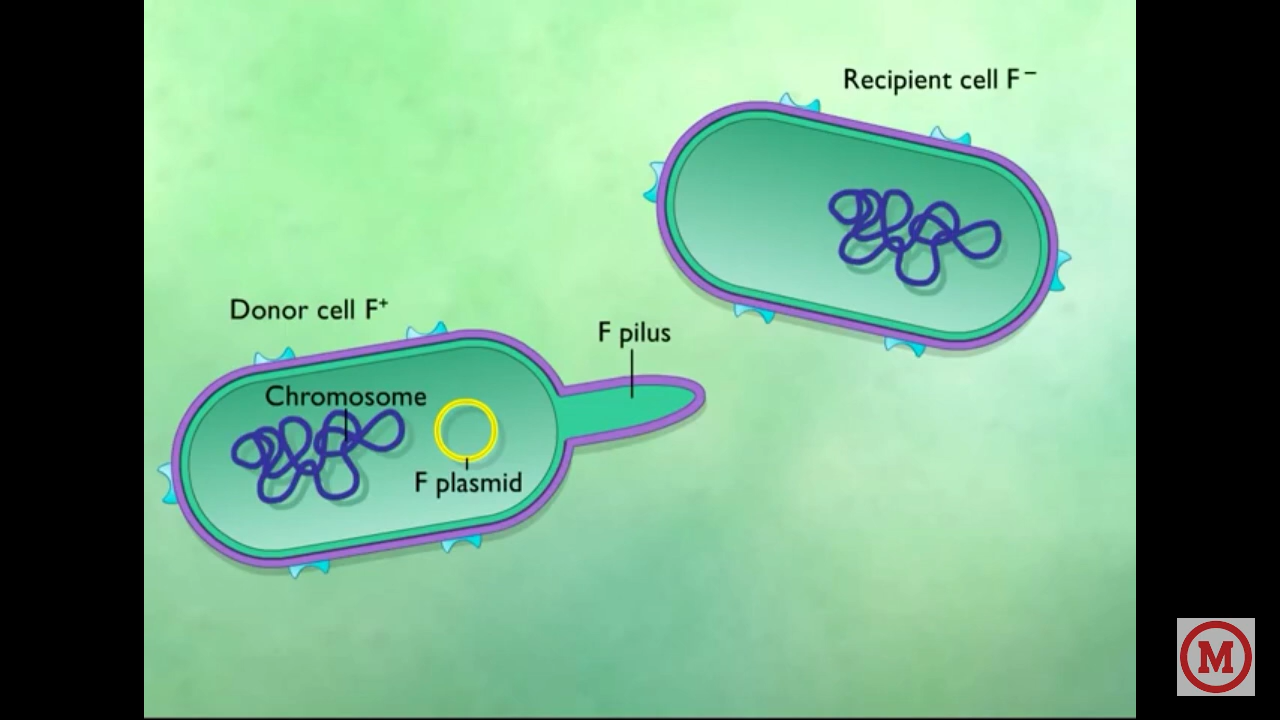 Recipient cell F⁻
Donor cell F⁺
F pilus
Chromosome
F plasmid
M